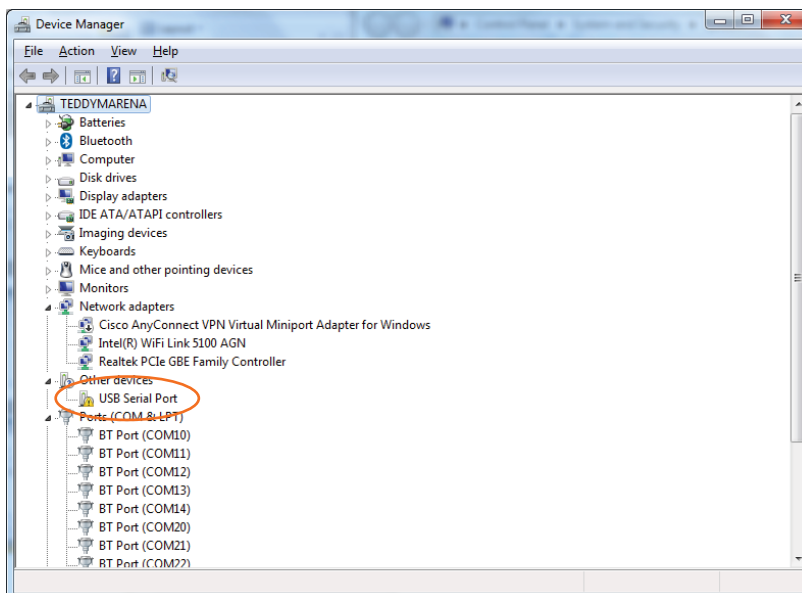 Device Manager
File Action View Help
TEDDYMARENA
Batteries
Bluetooth
Computer
Disk drives
Display adapters
IDE ATA/ATAPI controllers
Imaging devices
Keyboards
Mice and other pointing devices
Monitors
Network adapters
Cisco AnyConnect VPN Virtual Miniport Adapter for Windows
Intel(R) WiFi Link 5100 AGN
Realtek PCIe GBE Family Controller
Other devices
USB Serial Port
Ports (COM & LPT)
BT Port (COM10)
BT Port (COM11)
BT Port (COM12)
BT Port (COM13)
BT Port (COM14)
BT Port (COM20)
BT Port (COM21)
BT Port (COM22)